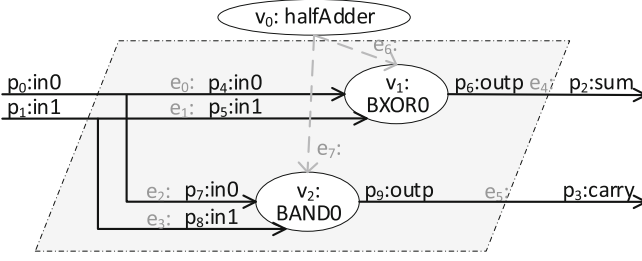 v₀: halfAdder
e₆:
p₀:in0 e₀: p₄:in0 v₁: p₆:outp e₄: p₂:sum
p₁:in1 e₁: p₅:in1 BXOR0
e₇:
e₂: p₇:in0 v₂: p₉:outp e₅: p₃:carry
e₃: p₈:in1 BAND0